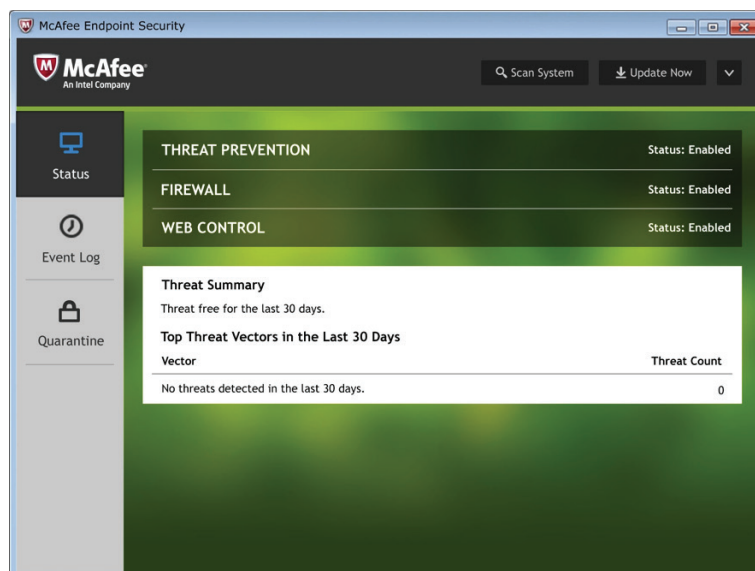 McAfee Endpoint Security
McAfee
An Intel Company
Scan System
Update Now
Status
Event Log
Quarantine
THREAT PREVENTION Status: Enabled
FIREWALL Status: Enabled
WEB CONTROL Status: Enabled
Threat Summary
Threat free for the last 30 days.
Top Threat Vectors in the Last 30 Days
Vector Threat Count
No threats detected in the last 30 days. 0